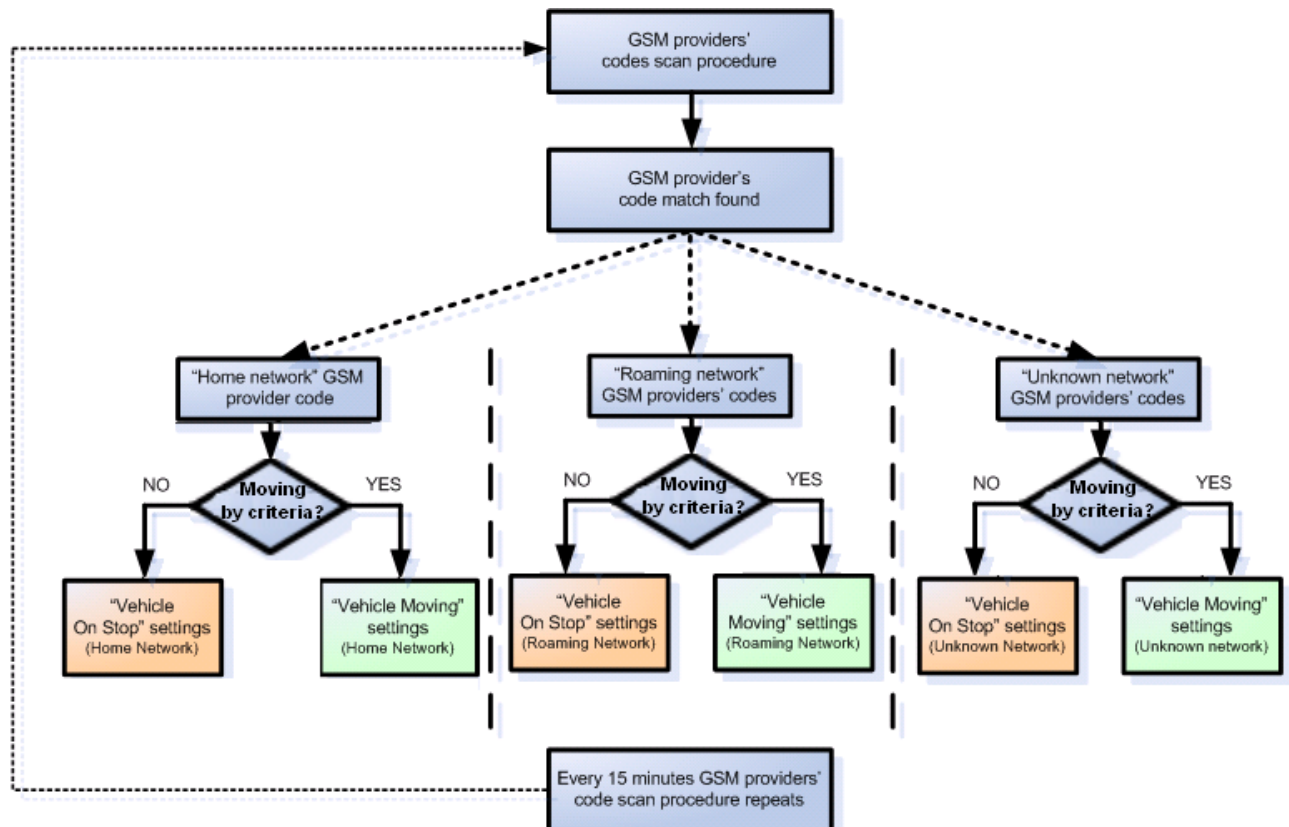 GSM providers'
codes scan procedure
GSM provider's
code match found
“Home network” GSM
provider code
“Roaming network”
GSM providers' codes
“Unknown network”
GSM providers' codes
NO
Moving
by criteria?
YES
NO
Moving
by criteria?
YES
NO
Moving
by criteria?
YES
“Vehicle
On Stop” settings
(Home Network)
“Vehicle Moving”
settings
(Home Network)
“Vehicle
On Stop” settings
(Roaming Network)
“Vehicle
Moving” settings
(Roaming Network)
“Vehicle
On Stop” settings
(Unknown Network)
“Vehicle Moving”
settings
(Unknown network)
Every 15 minutes GSM providers'
code scan procedure repeats